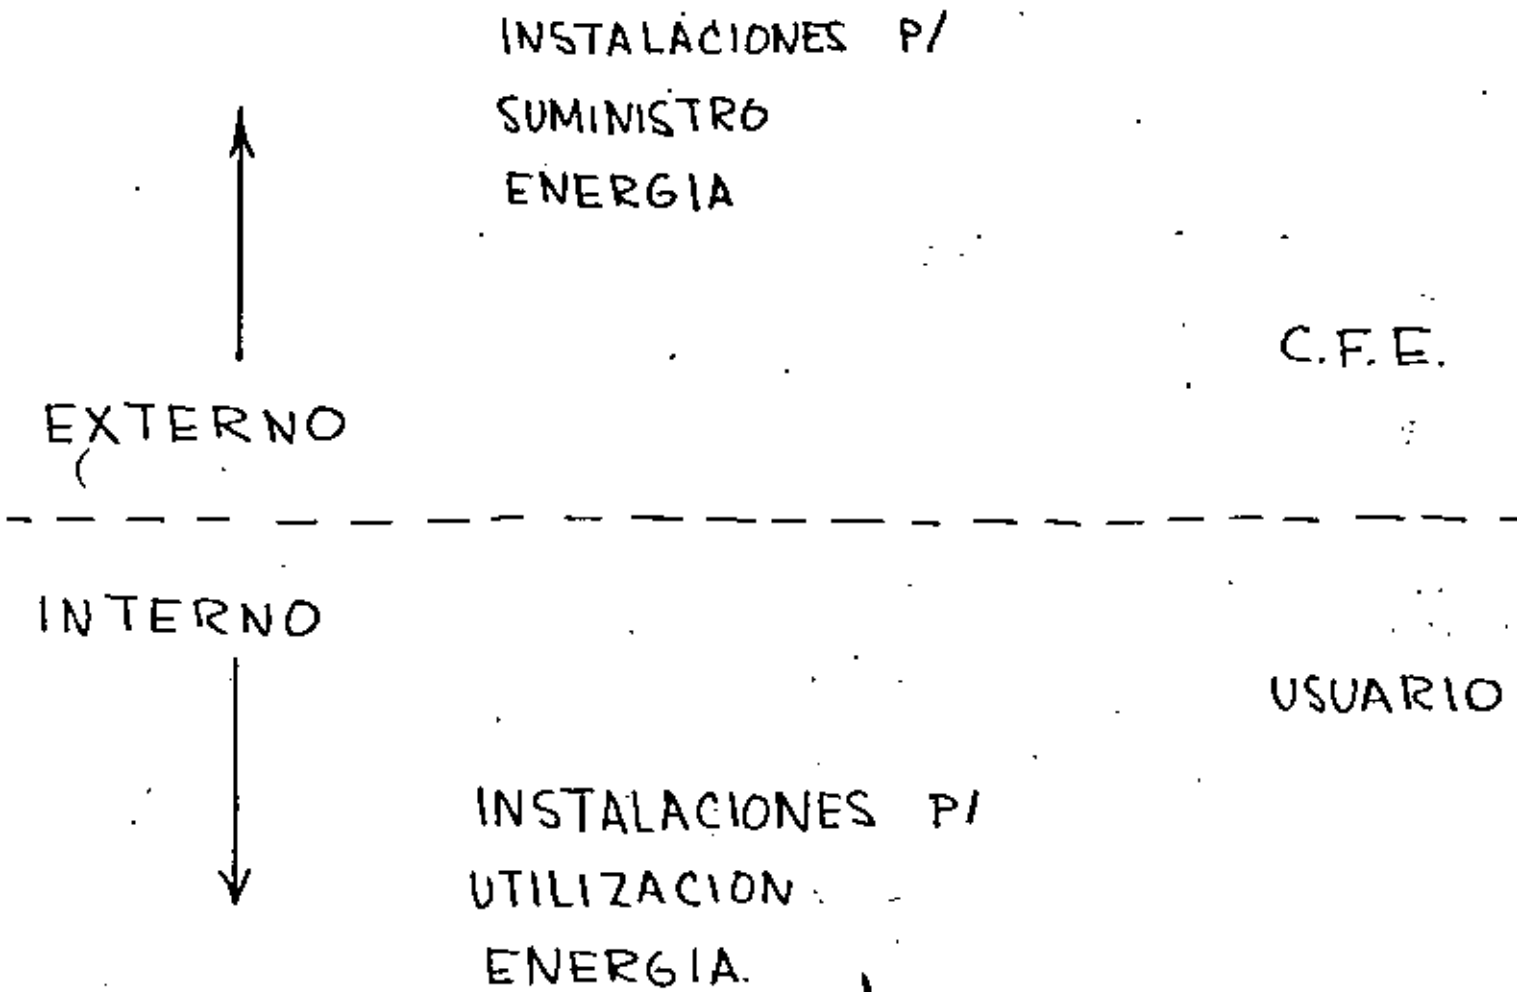 INSTALACIONES P/
SUMINISTRO
ENERGIA
C.F.E.
EXTERNO
INTERNO
USUARIO
INSTALACIONES P/
UTILIZACION
ENERGIA.